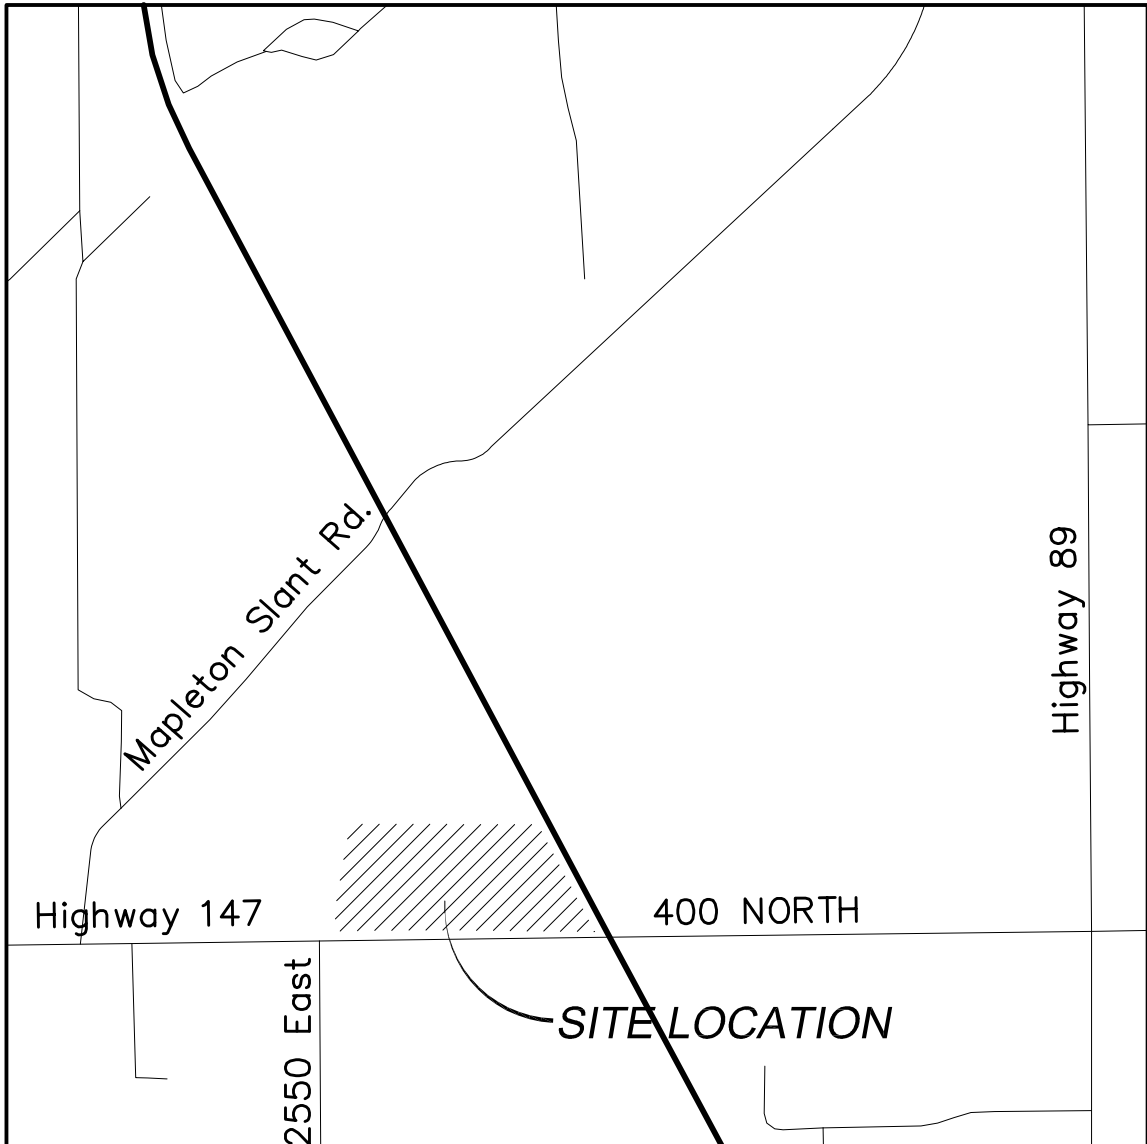 Mapleton Slant Rd.
Highway 89
Highway 147
400 NORTH
2550 East
SITE LOCATION